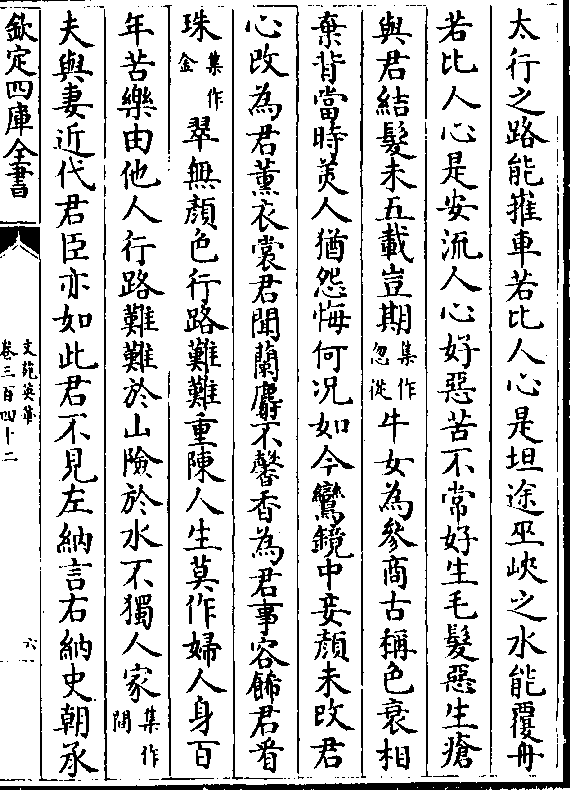 太行之路能摧車若比人心是坦途巫峽之水能覆舟
若比人心是安流人心好惡苦不常好生毛髮惡生瘡
與君結髮未五載豈期集作忽從牛女為參商古稱色衰相
棄背當時美人猶怨悔何況如今鸞鏡中妾顏未改君
心改為君薰衣裳君聞蘭麝不馨香為君事容飾君看
珠集作金翠無顏色行路難難重陳人生莫作婦人身百
年苦樂由他人行路難難於山險於水不獨人家集作間
夫與妻近代君臣亦如此君不見左納言右納史朝承
欽定四庫全書
文苑英華
卷三百四十二
六